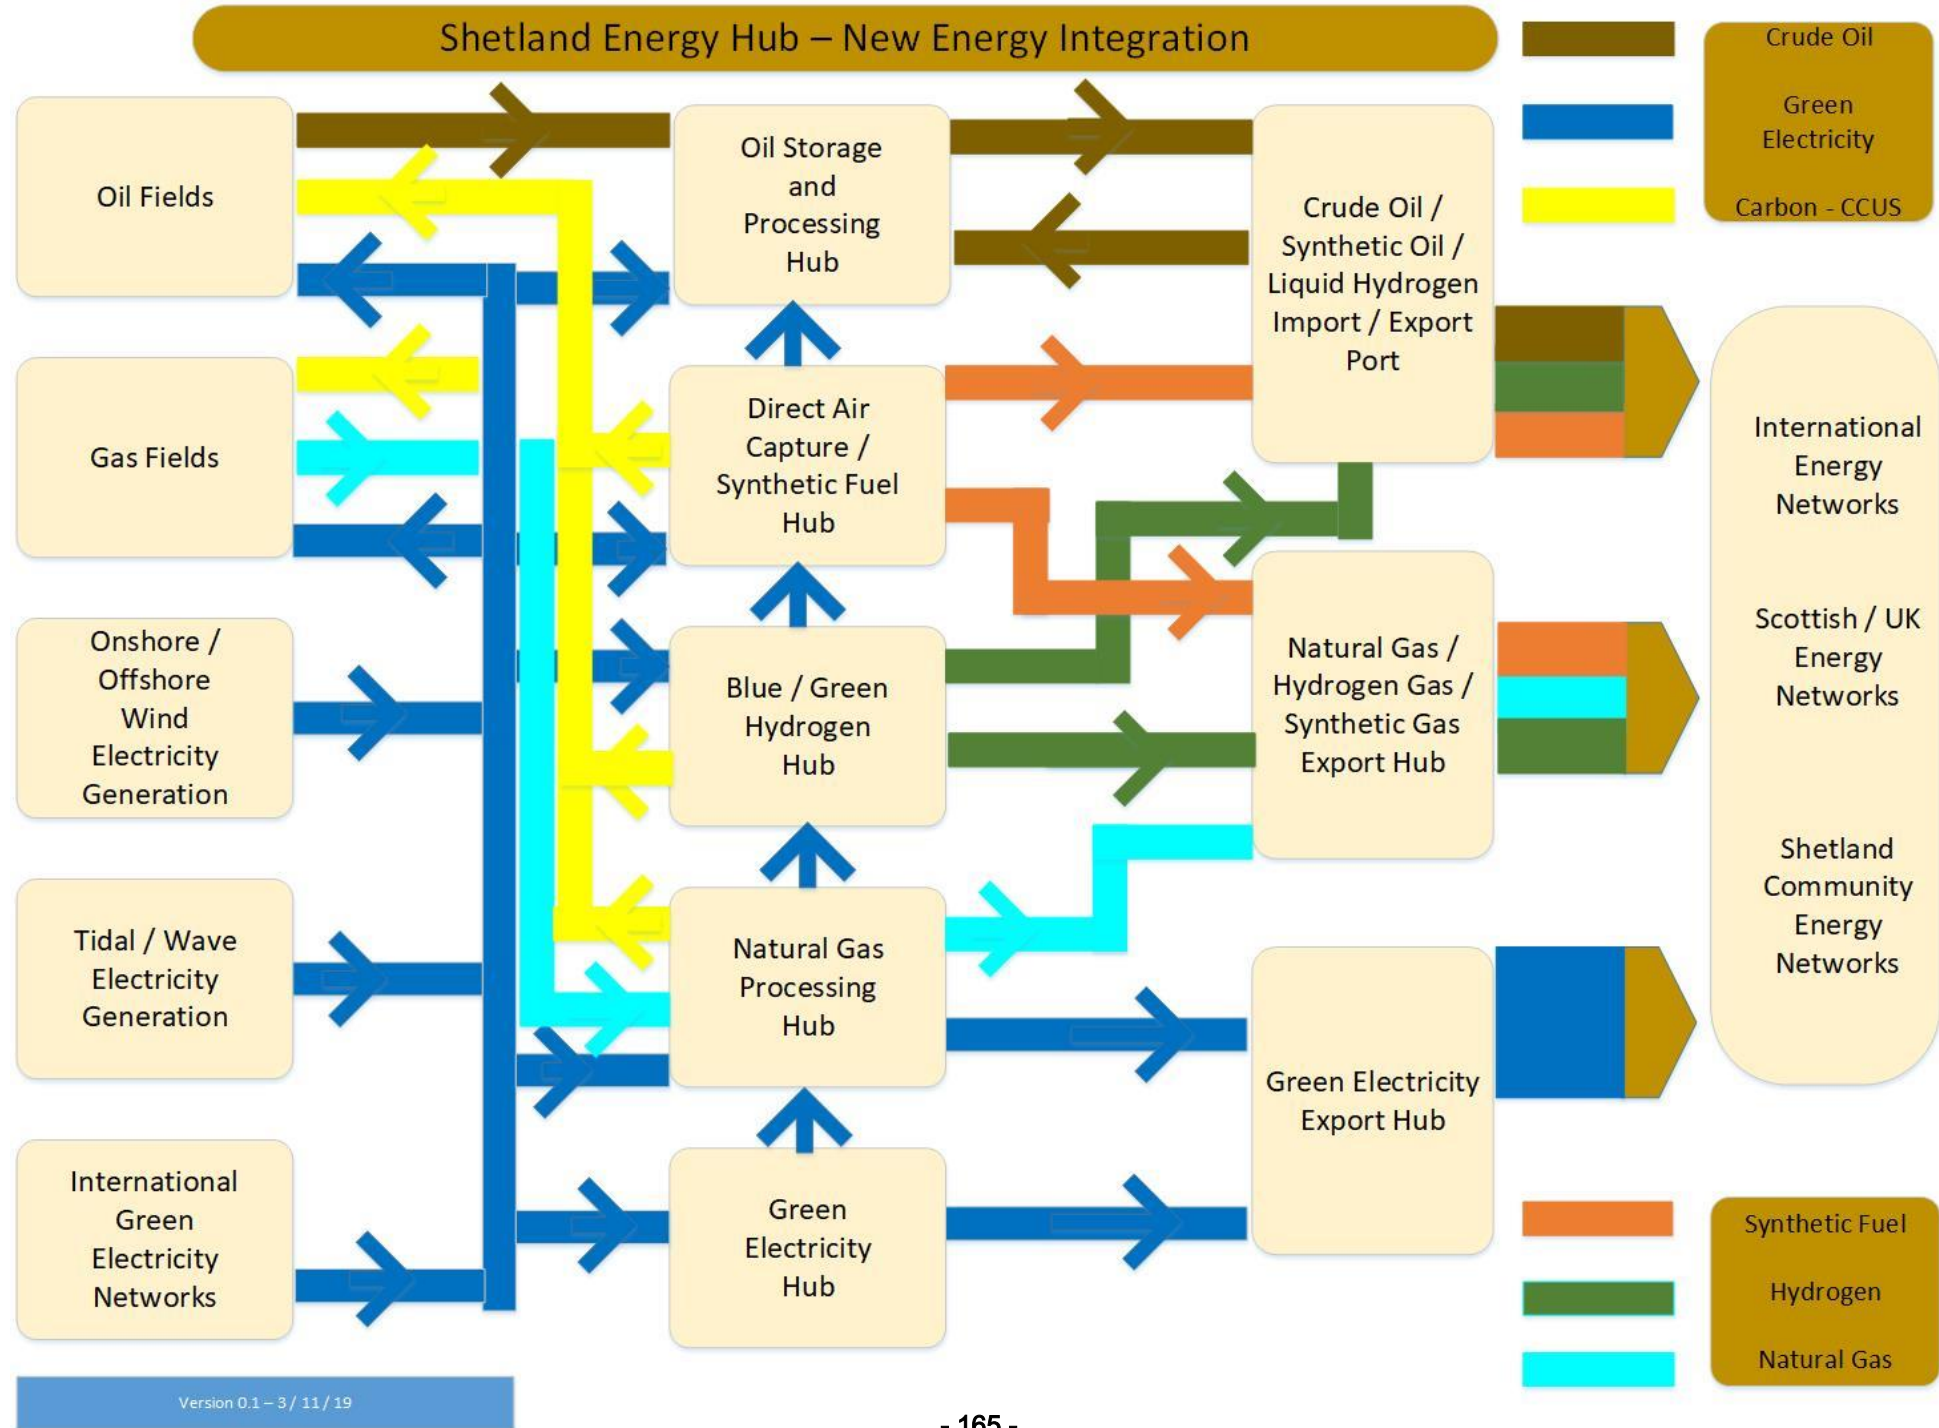 Shetland Energy Hub – New Energy Integration
Crude Oil
Green
Electricity
Carbon - CCUS
Oil Fields
Oil Storage
and
Processing
Hub
Crude Oil /
Synthetic Oil /
Liquid Hydrogen
Import / Export
Port
Gas Fields
Direct Air
Capture /
Synthetic Fuel
Hub
International
Energy
Networks
Scottish / UK
Energy
Networks
Shetland
Community
Energy
Networks
Onshore /
Offshore
Wind
Electricity
Generation
Blue / Green
Hydrogen
Hub
Natural Gas /
Hydrogen Gas /
Synthetic Gas
Export Hub
Tidal / Wave
Electricity
Generation
Natural Gas
Processing
Hub
Green Electricity
Export Hub
International
Green
Electricity
Networks
Green
Electricity
Hub
Synthetic Fuel
Hydrogen
Natural Gas
Version 0.1 – 3 / 11 / 19
- 165 -